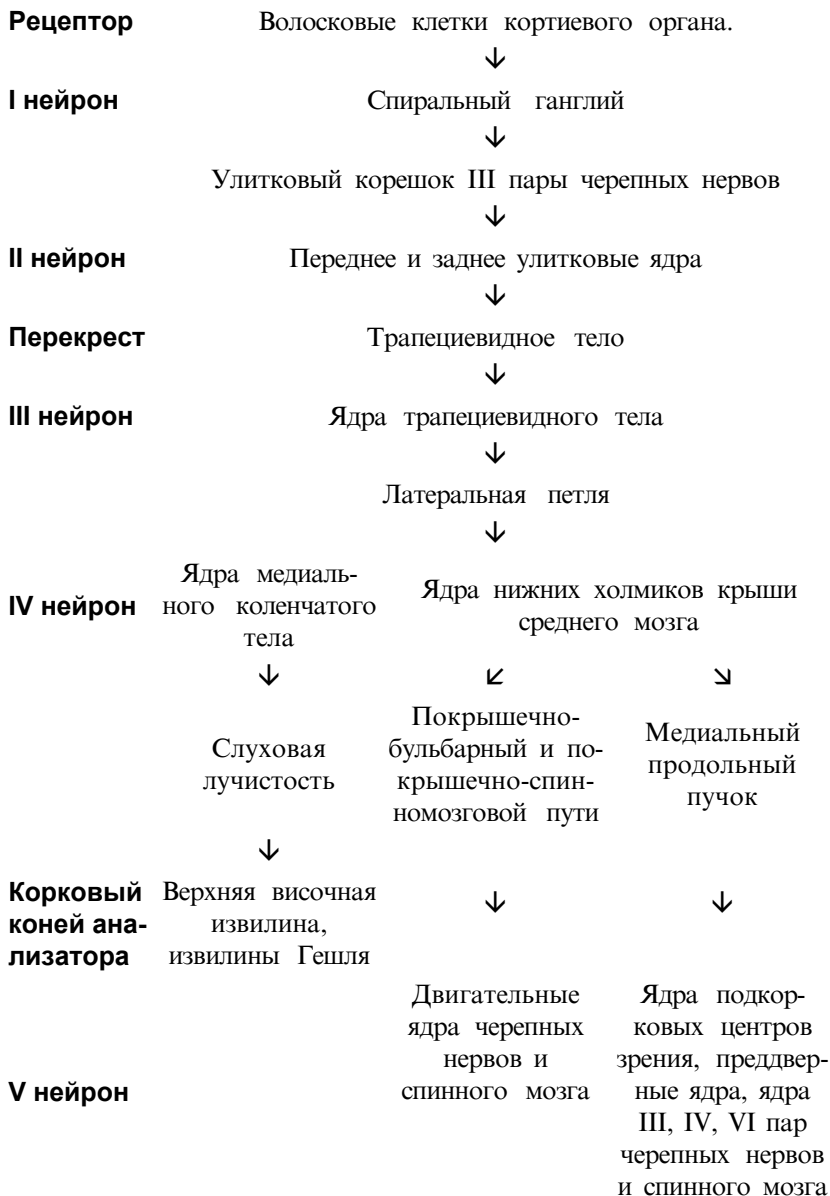 Рецептор Волосковые клетки кортиевого органа.
↓
I нейрон Спиральный ганглий
↓
Улитковый корешок III пары черепных нервов
↓
II нейрон Переднее и заднее улитковые ядра
↓
Перекрест Трапециевидное тело
↓
III нейрон Ядра трапециевидного тела
↓
Латеральная петля
↓
IV нейрон
Ядра медиаль-
ного коленчатого
тела
Ядра нижних холмиков крыши
среднего мозга
↓ ↙ ↘
Слуховая
лучистость
Покрышечно-
бульбарный и по-
крышечно-спин-
номозговой пути
Медиальный
продольный
пучок
↓
Корковый
коней ана-
лизатора
Верхняя височная
извилина,
извилины Гешля
↓ ↓
V нейрон
Двигательные
ядра черепных
нервов и
спинного мозга
Ядра подкор-
ковых центров
зрения, преддвер-
ные ядра, ядра
III, IV, VI пар
черепных нервов
и спинного мозга